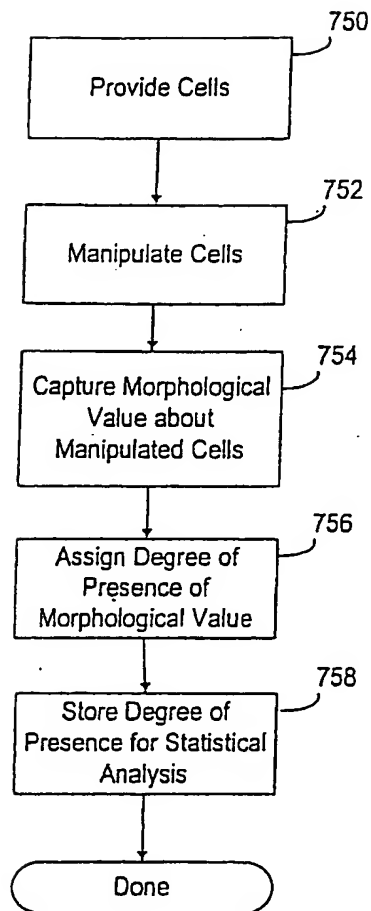 750
Provide Cells
752
Manipulate Cells
754
Capture Morphological
Value about
Manipulated Cells
756
Assign Degree of
Presence of
Morphological Value
758
Store Degree of
Presence for Statistical
Analysis
Done